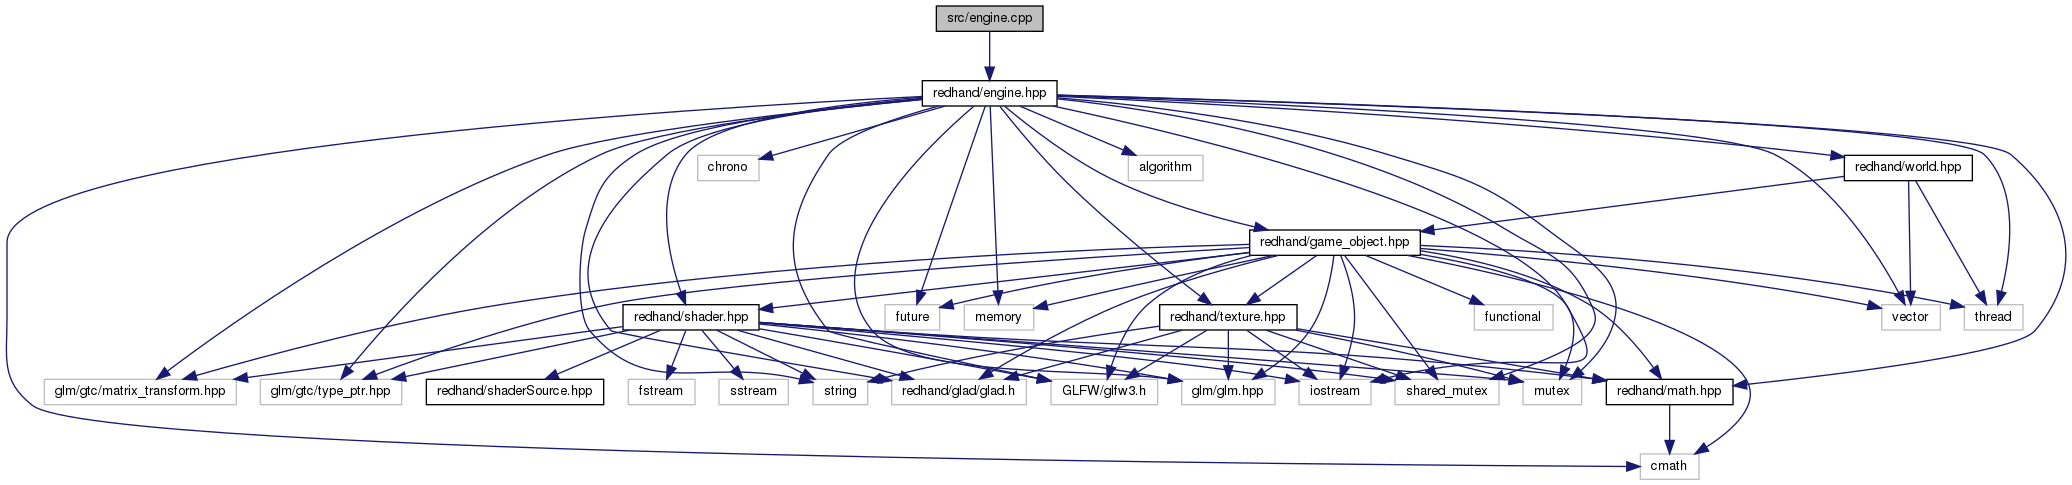 src/engine.cpp
redhand/engine.hpp
chrono
algorithm
redhand/world.hpp
redhand/game_object.hpp
redhand/shader.hpp
future
memory
redhand/texture.hpp
functional
vector
thread
glm/gtc/matrix_transform.hpp
glm/gtc/type_ptr.hpp
redhand/shaderSource.hpp
fstream
sstream
string
redhand/glad/glad.h
GLFW/glfw3.h
glm/glm.hpp
iostream
shared_mutex
mutex
redhand/math.hpp
cmath